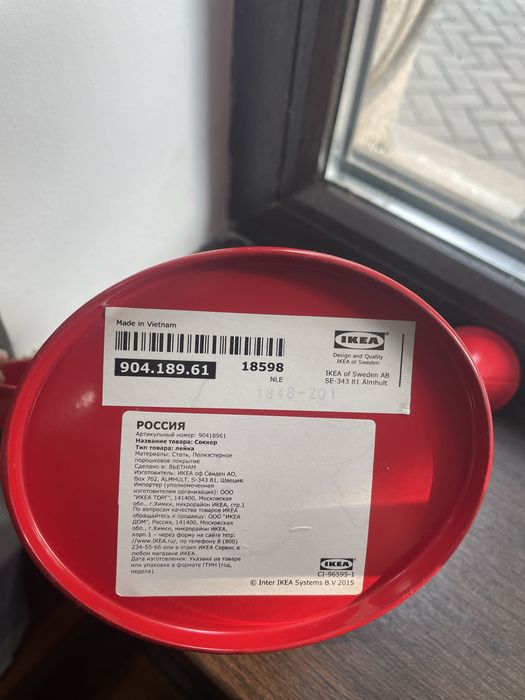 Made in Vietnam
IKEA
Design and Quality
IKEA of Sweden
904.189.61
18598
NLE
IKEA of Sweden AB
SE-343 81 Älmhult
1848-201
РОССИЯ
Артикульный номер: 90418961
Название товара: Соккер
Тип товара: лейка
Материалы: Сталь, Полиэстерное
порошковое покрытие
Сделано в: ВЬЕТНАМ
Изготовитель: ИКЕА оф Свиден АО,
Box 702, ÄLMHULT, S-343 81, Швеция.
Импортер (уполномоченная
изготовителем организация): ООО
"ИКЕА ТОРГ", 141400, Московская
обл., г.Химки, микрорайон ИКЕА, стр.1
По вопросам качества товаров ИКЕА
обращайтесь к продавцу: ООО "ИКЕА
ДОМ", Россия, 141400, Московская
обл., г.Химки, микрорайон ИКЕА,
корп.1 – через форму на сайте http:
//www.IKEA.ru/, по телефону 8 (800)
234-55-66 или в отдел ИКЕА Сервис в
любом магазине ИКЕА.
Дата изготовления: Указана на товаре
или упаковке в формате ГГНН (год,
неделя).
IKEA
CI-96595-1
© Inter IKEA Systems B.V 2015